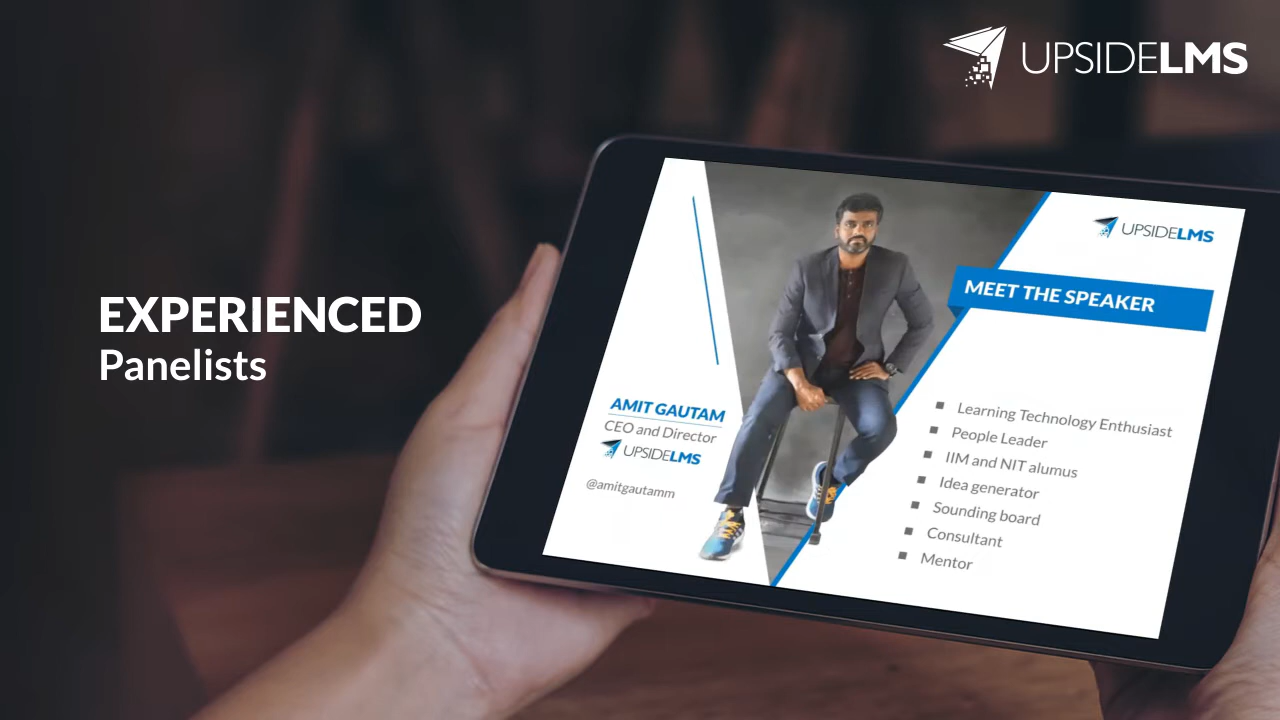 UPSIDELMS
EXPERIENCED
Panelists
UPSIDELMS
MEET THE SPEAKER
AMIT GAUTAM
CEO and Director
UPSIDELMS
@amitgautamm
Learning Technology Enthusiast
People Leader
IIM and NIT alumus
Idea generator
Sounding board
Consultant
Mentor